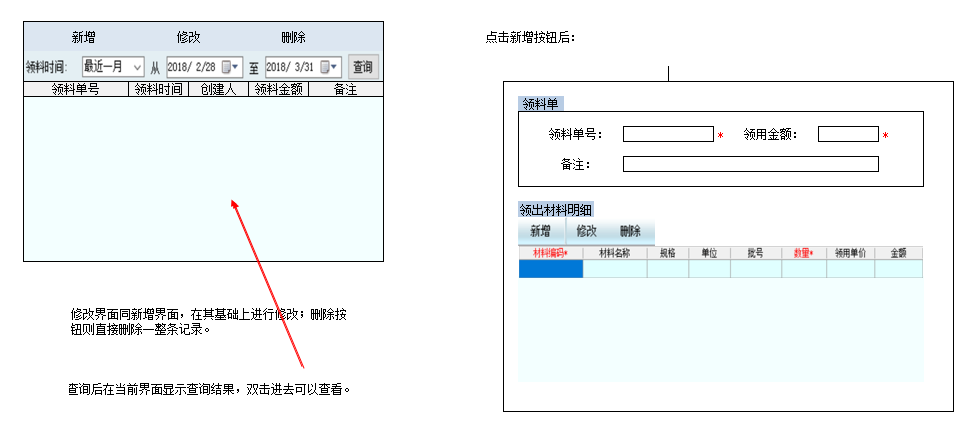 新增 修改 删除
领料时间: 最近一月 从 2018/ 2/28 至 2018/ 3/31 查询
领料单号 领料时间 创建人 领料金额 备注
修改界面同新增界面，在其基础上进行修改；删除按
钮则直接删除一整条记录。
查询后在当前界面显示查询结果，双击进去可以查看。
点击新增按钮后：
领料单
领料单号： * 领用金额： *
备注：
领出材料明细
新增 修改 删除
材料编码* 材料名称 规格 单位 批号 数量* 领用单价 金额